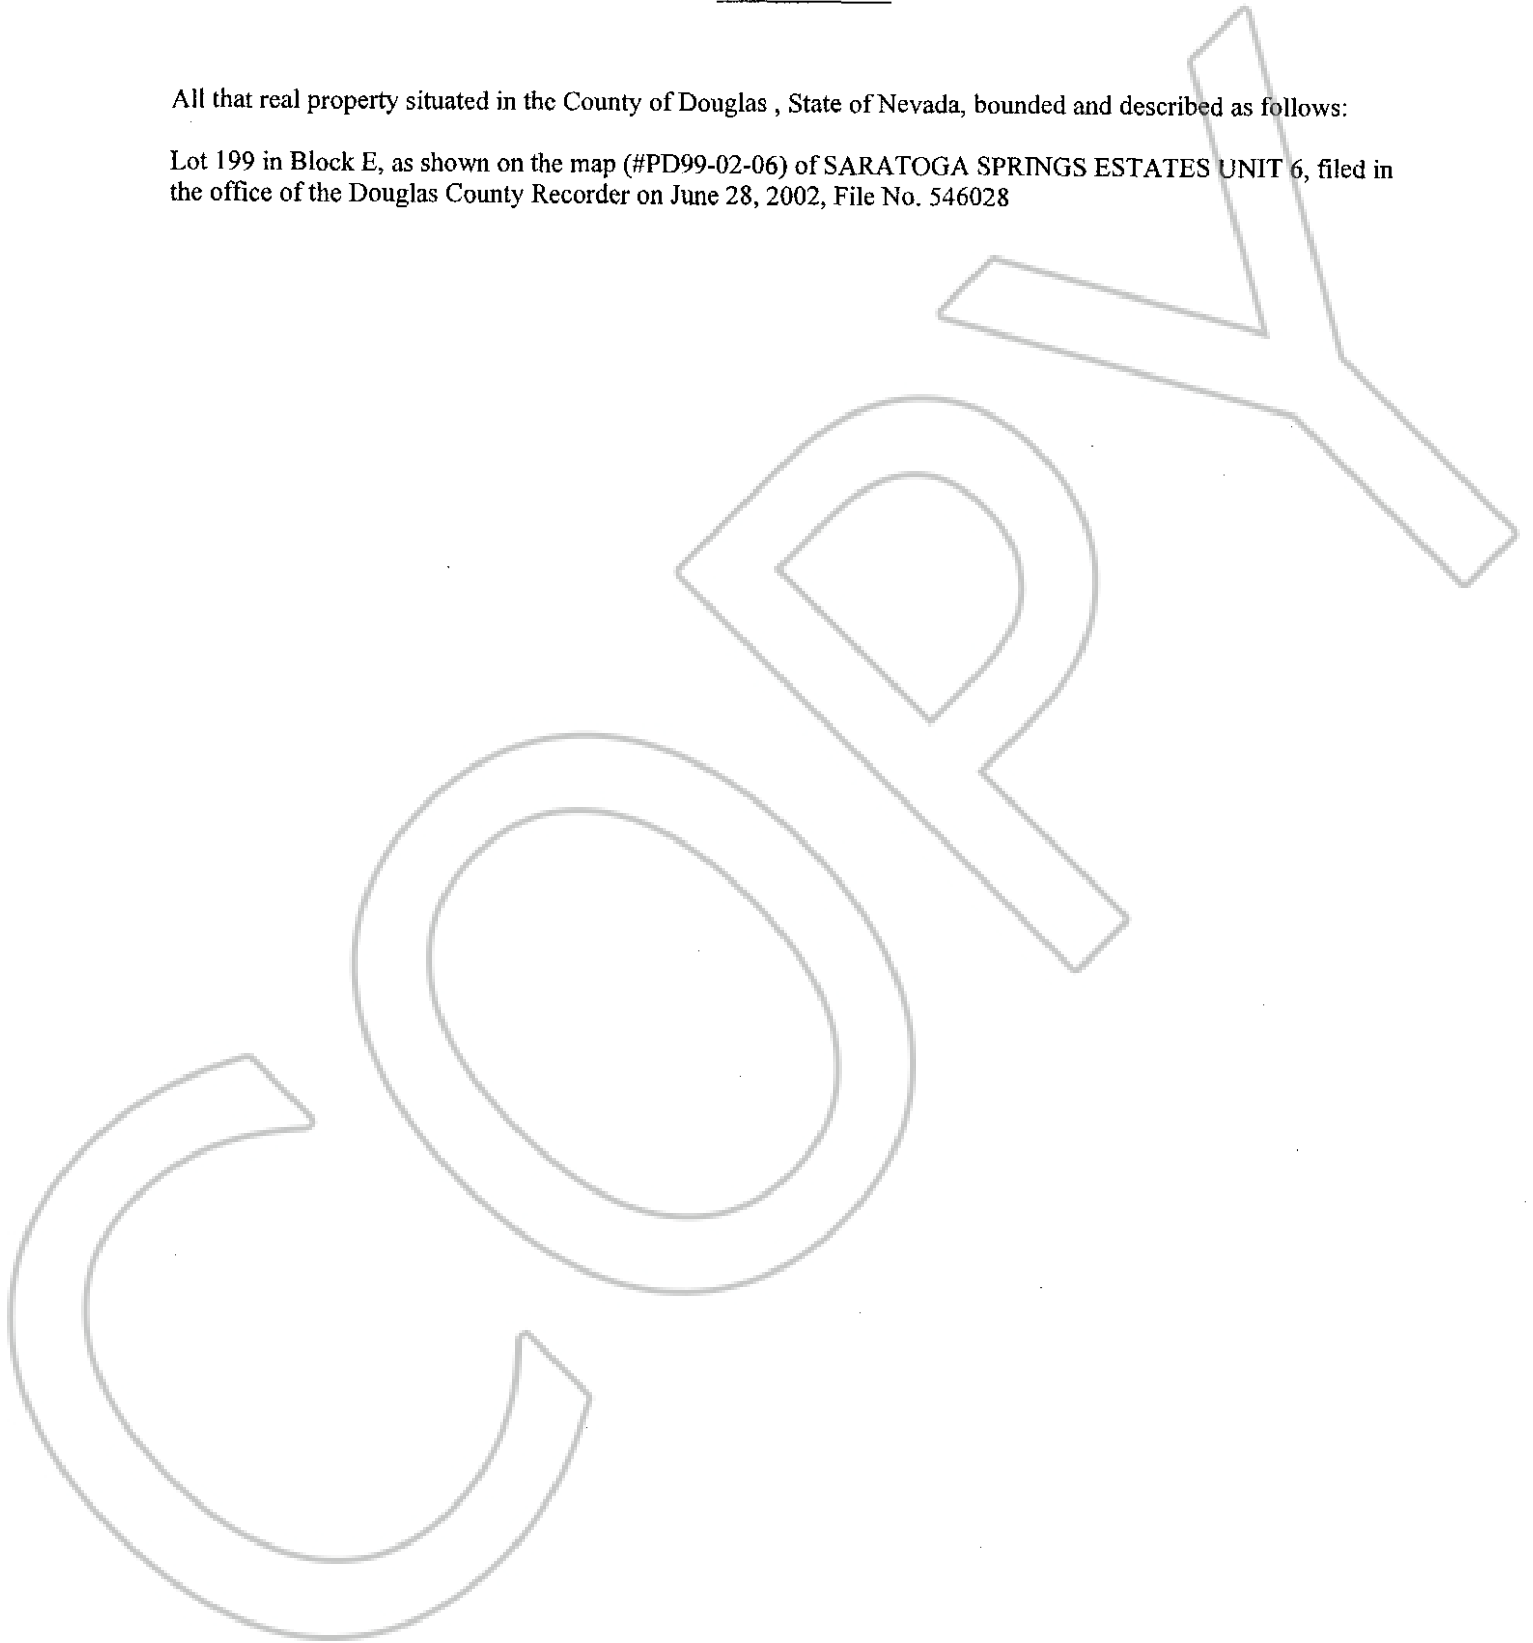 All that real property situated in the County of Douglas , State of Nevada, bounded and described as follows:
Lot 199 in Block E, as shown on the map (#PD99-02-06) of SARATOGA SPRINGS ESTATES UNIT 6, filed in
the office of the Douglas County Recorder on June 28, 2002, File No. 546028
COPY